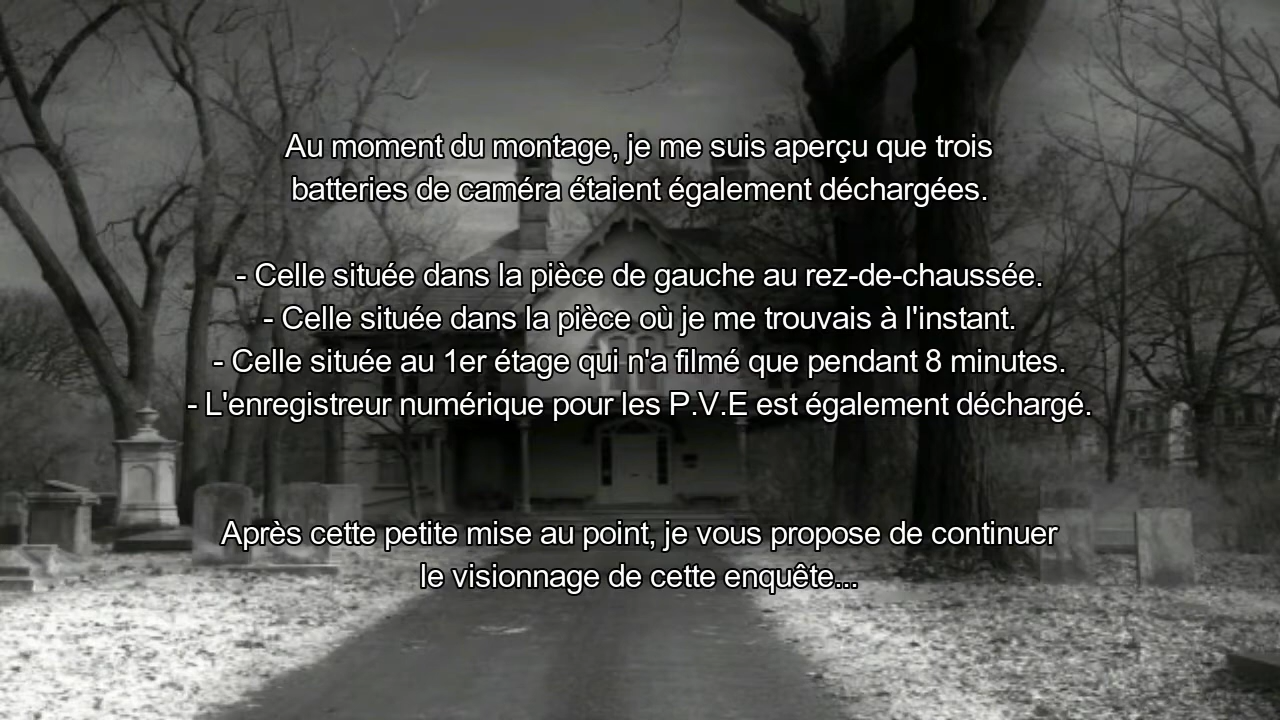 Au moment du montage, je me suis aperçu que trois
batteries de caméra étaient également déchargées.
- Celle située dans la pièce de gauche au rez-de-chaussée.
- Celle située dans la pièce où je me trouvais à l'instant.
- Celle située au 1er étage qui n'a filmé que pendant 8 minutes.
- L'enregistreur numérique pour les P.V.E est également déchargé.
Après cette petite mise au point, je vous propose de continuer
le visionnage de cette enquête...